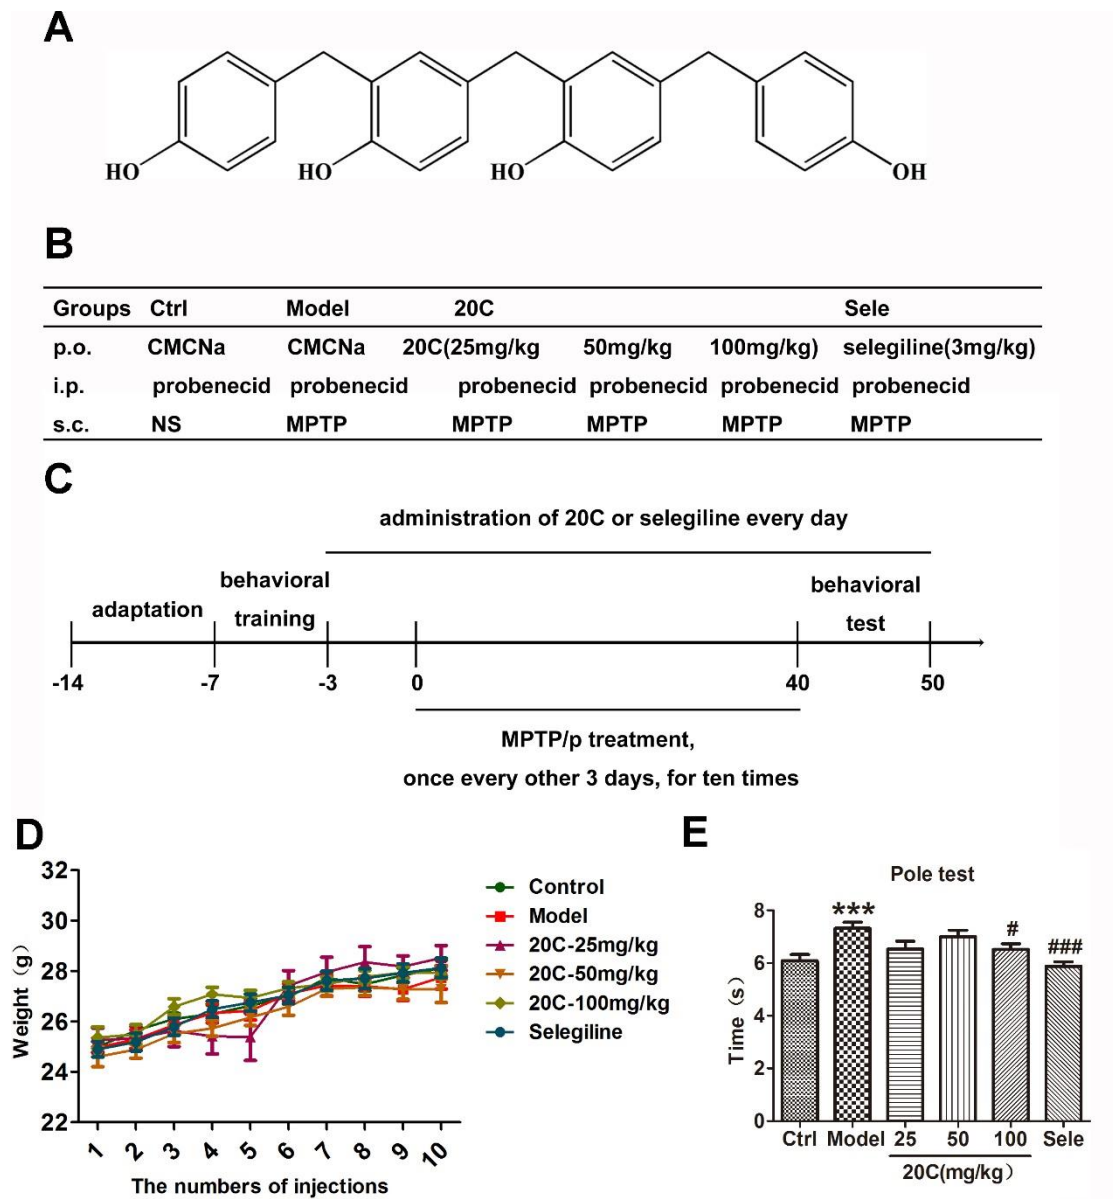 A
HO
HO
HO
OH
B
Groups Ctrl Model 20C Sele
p.o. CMCNa CMCNa 20C(25mg/kg 50mg/kg 100mg/kg) selegiline(3mg/kg)
i.p. probenecid probenecid probenecid probenecid probenecid probenecid
s.c. NS MPTP MPTP MPTP MPTP MPTP
C
administration of 20C or selegiline every day
adaptation
behavioral
training
behavioral
test
-14 -7 -3 0 40 50
MPTP/p treatment,
once every other 3 days, for ten times
D
Weight (g)
32
30
28
26
24
22
1 2 3 4 5 6 7 8 9 10
The numbers of injections
Control
Model
20C-25mg/kg
20C-50mg/kg
20C-100mg/kg
Selegiline
E
Pole test
Time (s)
8
6
4
2
0
***
#
###
Ctrl Model 25 50 100 Sele
20C(mg/kg)